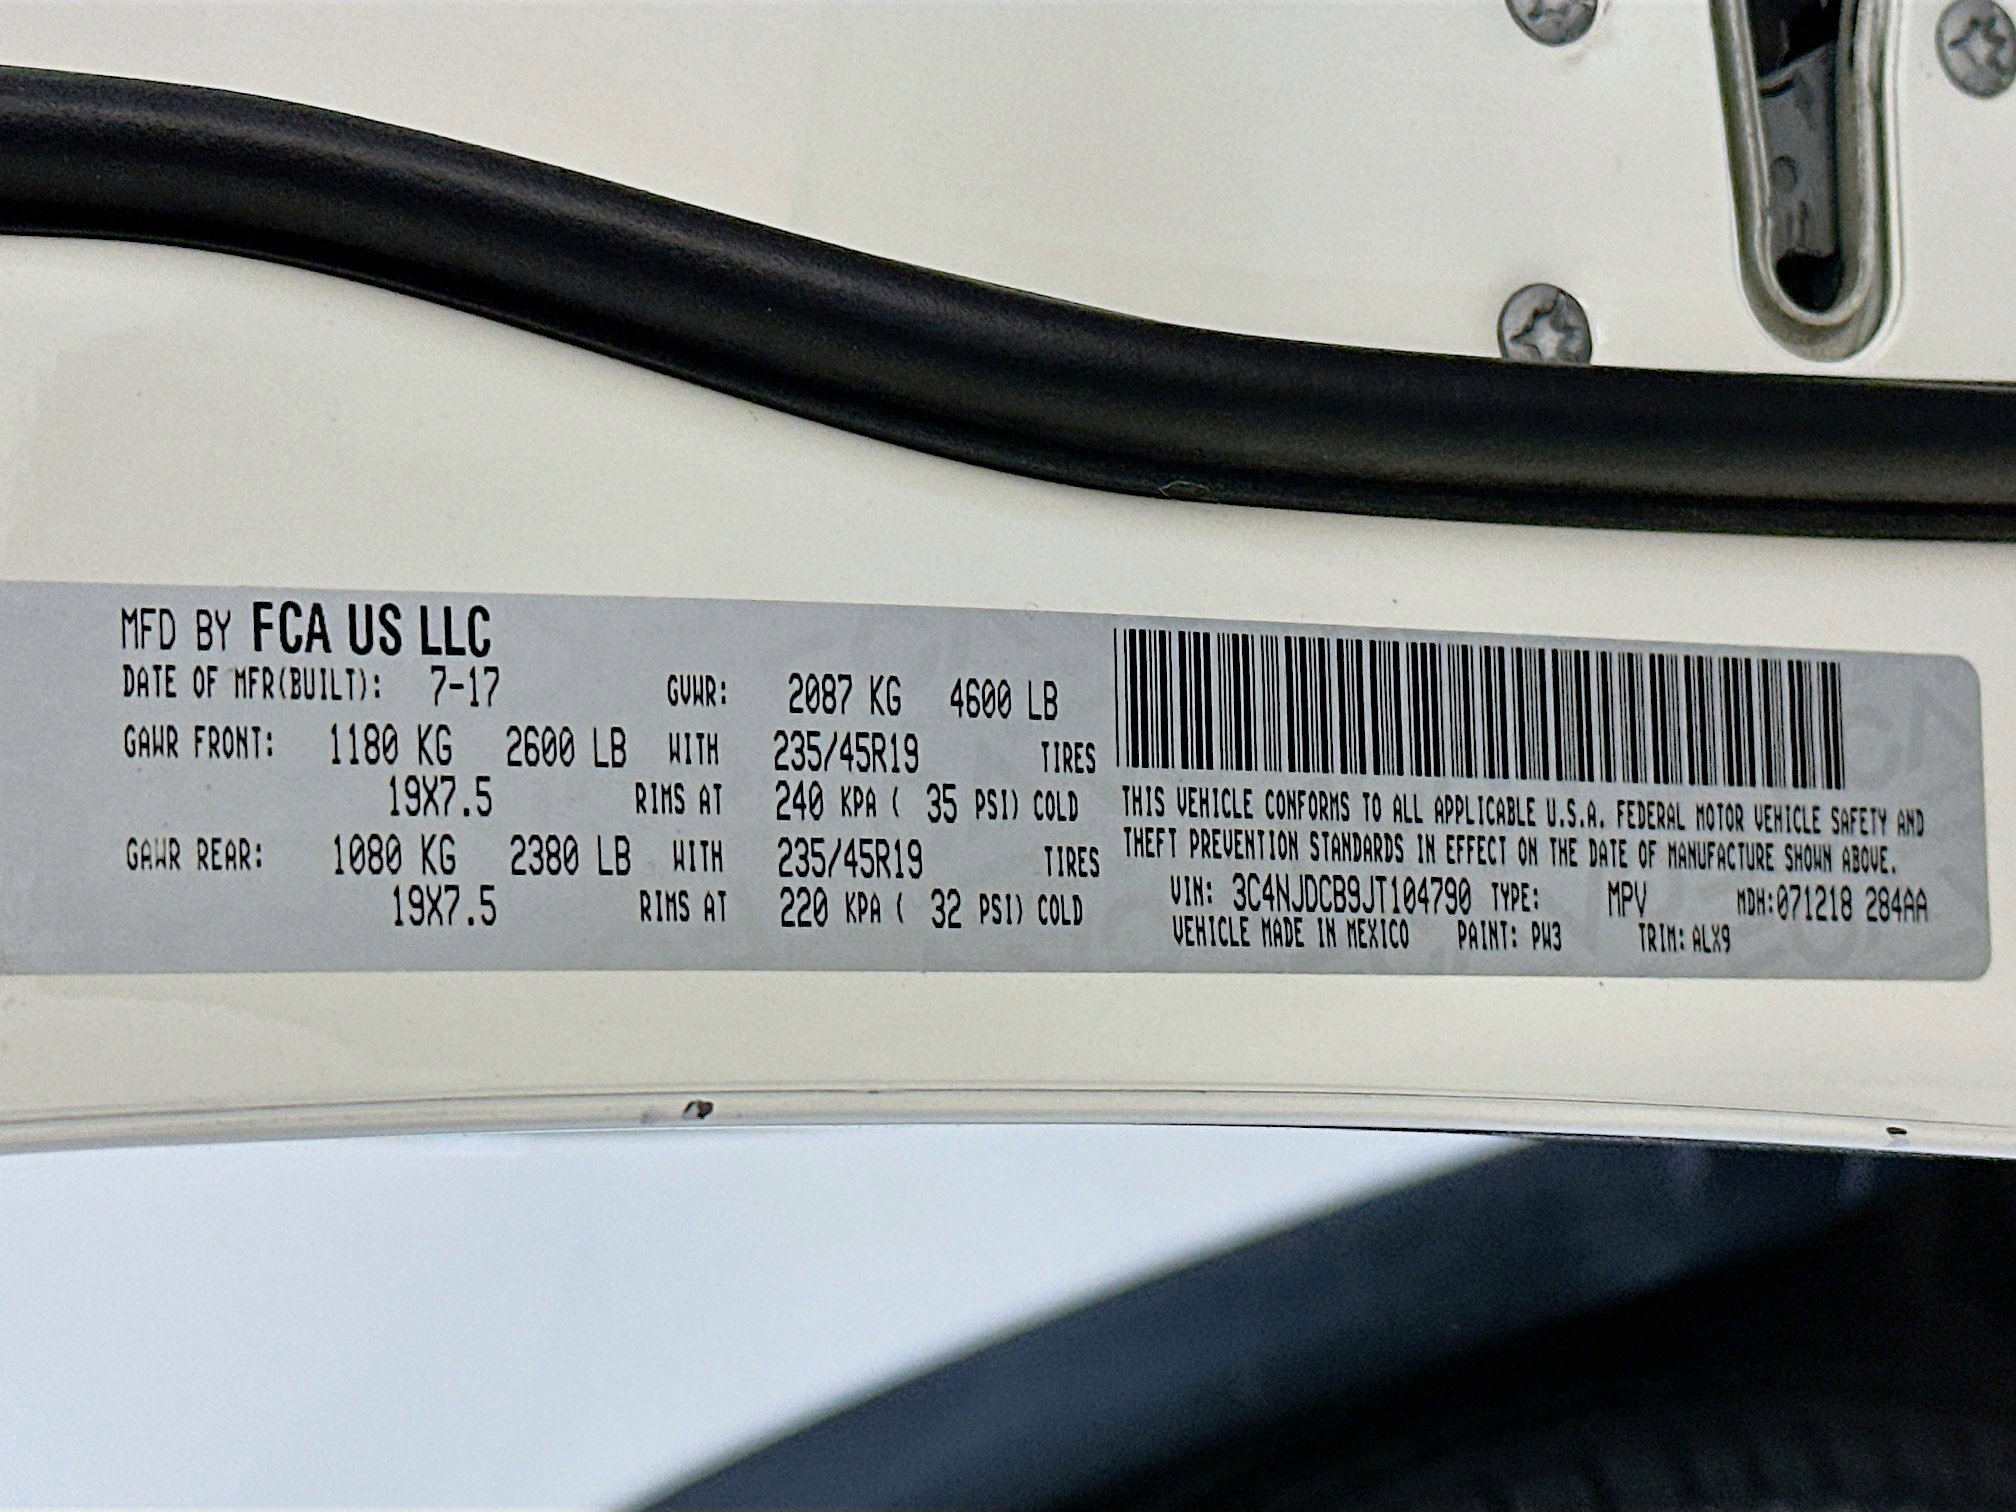 MFD BY FCA US LLC
DATE OF MFR(BUILT): 7-17 GVWR: 2087 KG 4600 LB
GAWR FRONT: 1180 KG 2600 LB WITH 235/45R19 TIRES
19X7.5 RIMS AT 240 KPA ( 35 PSI) COLD
GAWR REAR: 1080 KG 2380 LB WITH 235/45R19 TIRES
19X7.5 RIMS AT 220 KPA ( 32 PSI) COLD
THIS VEHICLE CONFORMS TO ALL APPLICABLE U.S.A. FEDERAL MOTOR VEHICLE SAFETY AND
THEFT PREVENTION STANDARDS IN EFFECT ON THE DATE OF MANUFACTURE SHOWN ABOVE.
VIN: 3C4NJDCB9JT104790 TYPE: MPV MDH:071218 284AA
VEHICLE MADE IN MEXICO PAINT: PW3 TRIM: ALX9